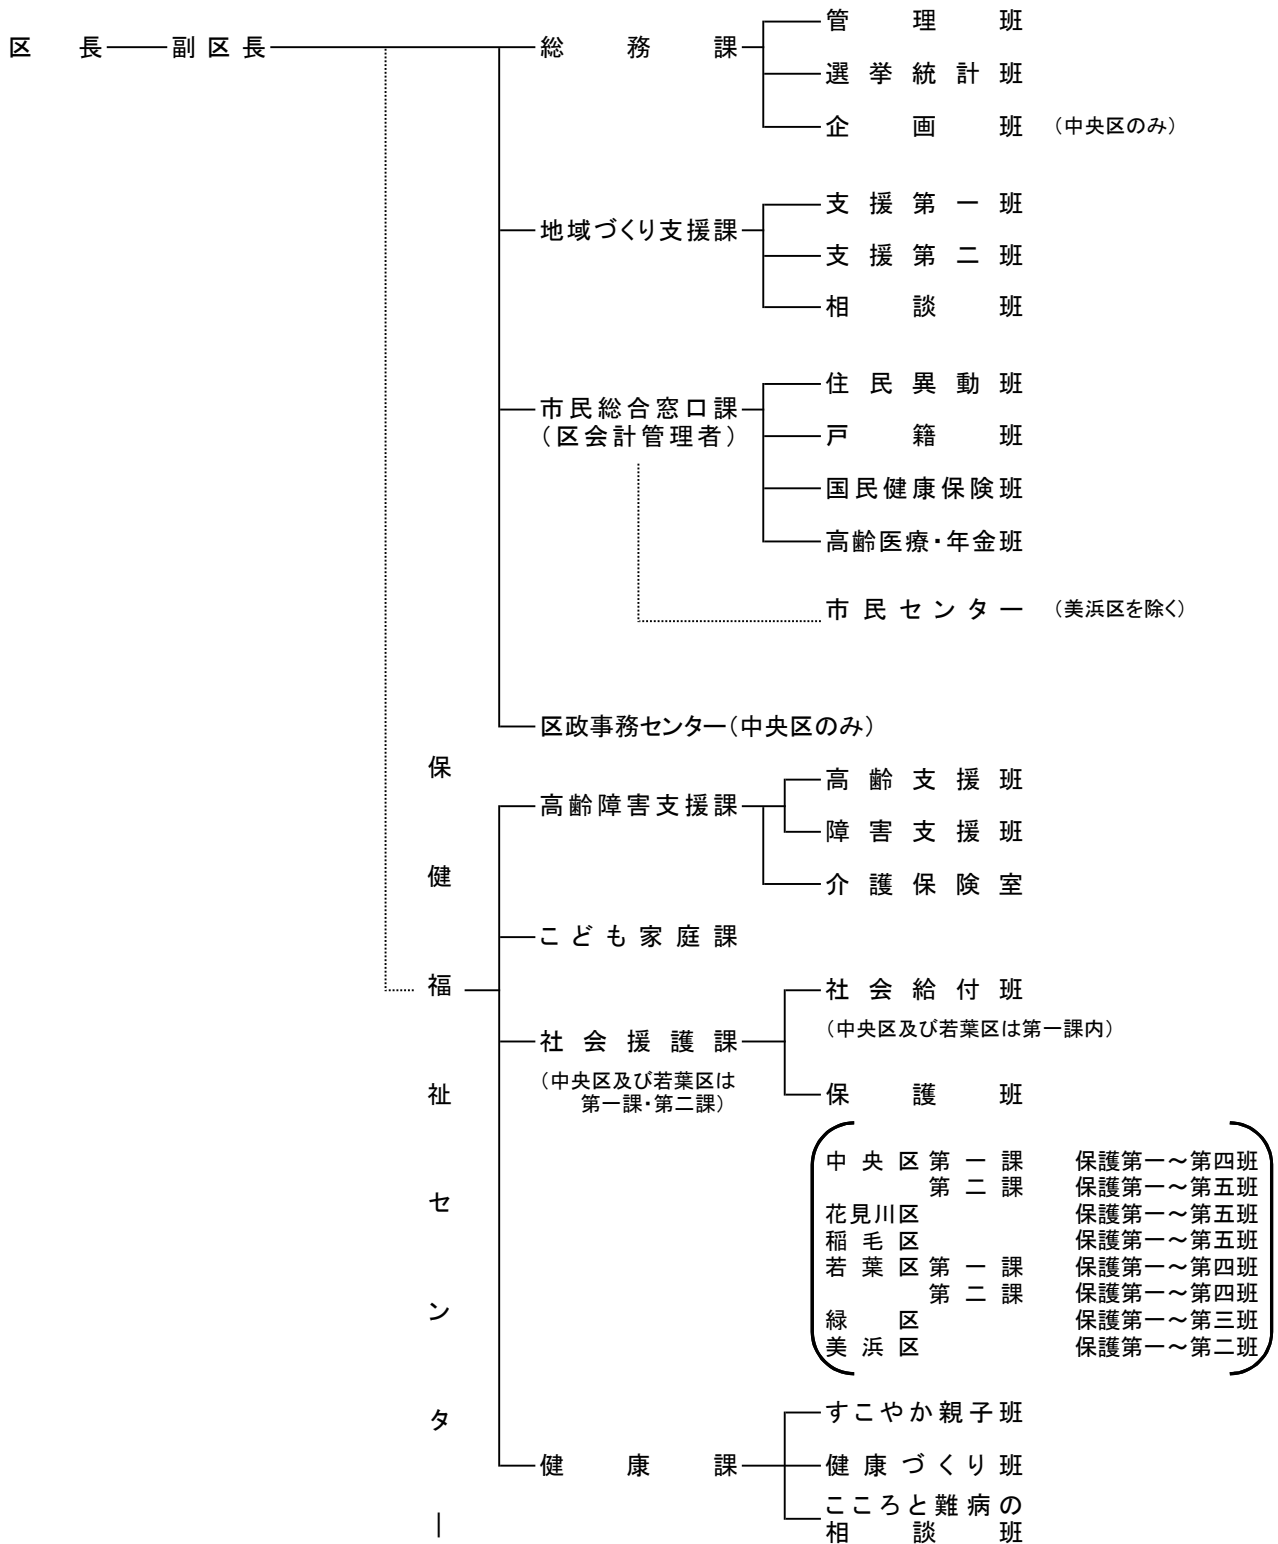 区長 副区長 総務課 管理班
選挙統計班
企画班 (中央区のみ)
地域づくり支援課 支援第一班
支援第二班
相談班
市民総合窓口課 住民異動班
(区会計管理者) 戸籍班
国民健康保険班
高齢医療・年金班
市民センター (美浜区を除く)
区政事務センター(中央区のみ)
保健福祉センター
高齢障害支援課 高齢支援班
障害支援班
介護保険室
こども家庭課
社会援護課 社会給付班
(中央区及び若葉区は第一課内)
(中央区及び若葉区は
第一課・第二課)
保護班
中央区第一課 保護第一~第四班
第二課 保護第一~第五班
花見川区 保護第一~第五班
稲毛区 保護第一~第五班
若葉区第一課 保護第一~第四班
第二課 保護第一~第四班
緑区 保護第一~第三班
美浜区 保護第一~第二班
健康課 すこやか親子班
健康づくり班
こころと難病の
相談班